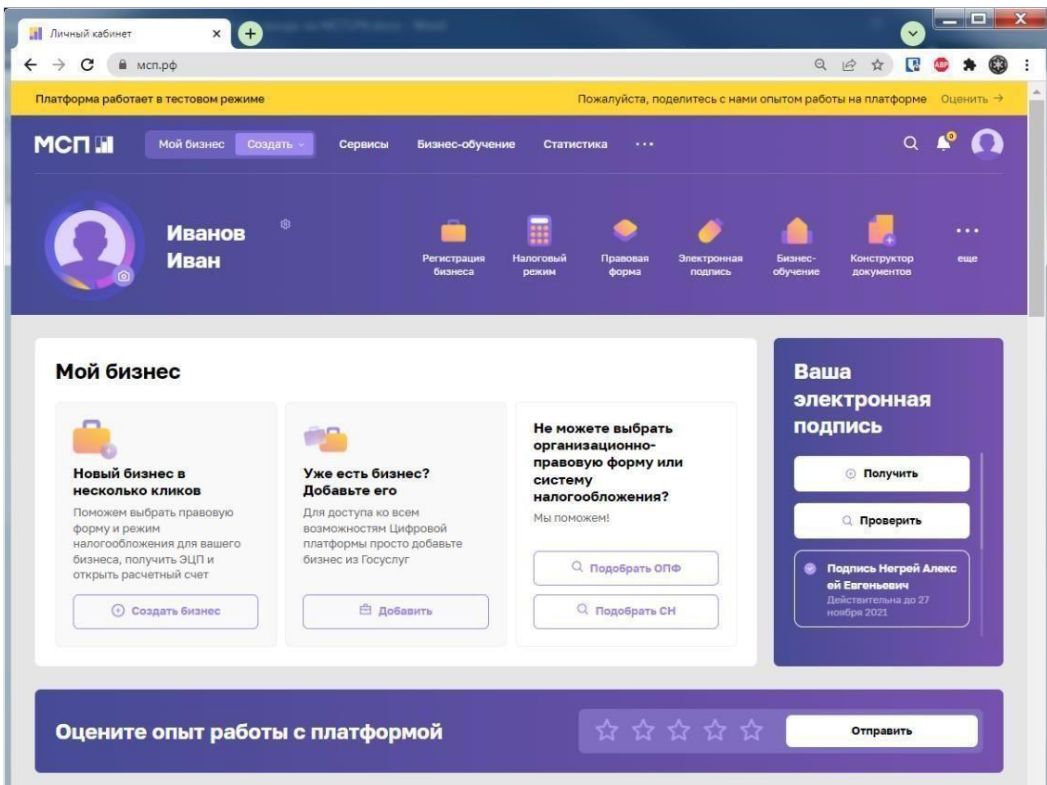 Личный кабинет
мсп.рф
ABP
Платформа работает в тестовом режиме
Пожалуйста, поделитесь с нами опытом работы на платформе Оценить →
МСП
Мой бизнес Создать Сервисы Бизнес-обучение Статистика ...
Иванов
Иван
Регистрация
бизнеса
Налоговый
режим
Правовая
форма
Электронная
подпись
Бизнес-
обучение
Конструктор
документов
еще
Мой бизнес
Новый бизнес в
несколько кликов
Поможем выбрать правовую
форму и режим
налогообложения для вашего
бизнеса, получить ЭЦП и
открыть расчетный счет
Создать бизнес
Уже есть бизнес?
Добавьте его
Для доступа ко всем
возможностям Цифровой
платформы просто добавьте
бизнес из Госуслуг
Добавить
Не можете выбрать
организационно-
правовую форму или
систему
налогообложения?
Мы поможем!
Подобрать ОПФ
Подобрать СН
Ваша
электронная
подпись
Получить
Проверить
Подпись Негрей Алекс
ей Евгеньевич
Действительна до 27
ноября 2021
Оцените опыт работы с платформой
Отправить